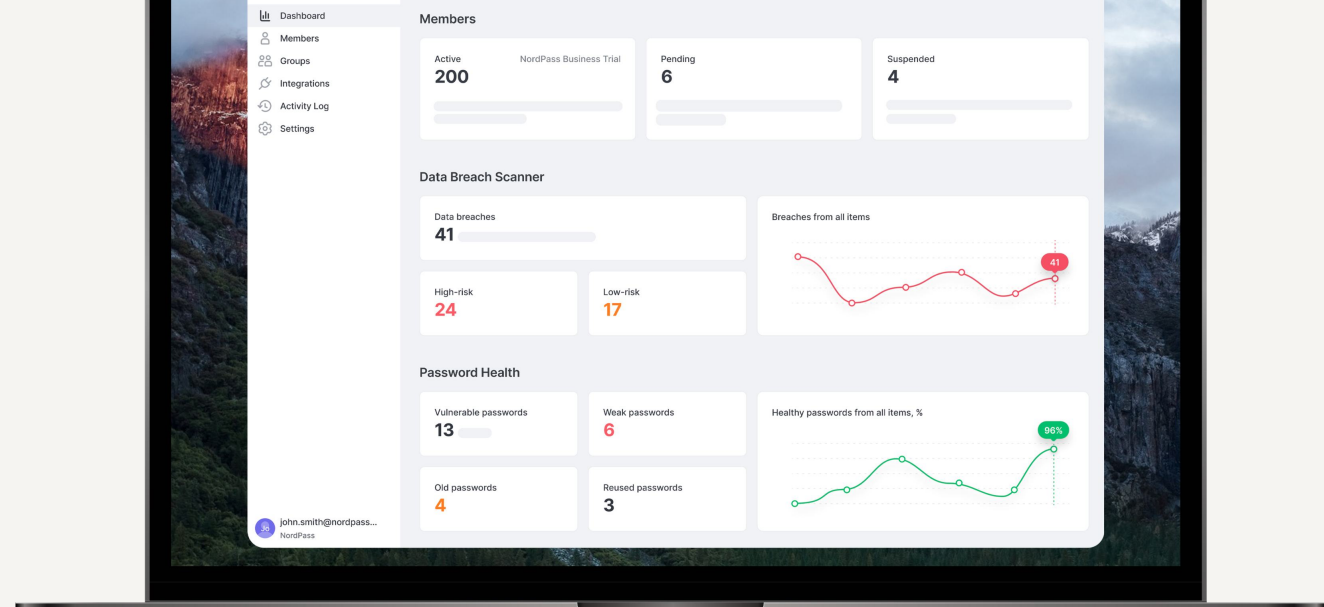 Dashboard
Members
Groups
Integrations
Activity Log
Settings
john.smith@nordpass...
Jo
NordPass
Members
Active
NordPass Business Trial
200
Pending
6
Suspended
4
Data Breach Scanner
Data breaches
41
High-risk
24
Low-risk
17
Breaches from all items
41
Password Health
Vulnerable passwords
13
Weak passwords
6
Old passwords
4
Reused passwords
3
Healthy passwords from all items, %
96%